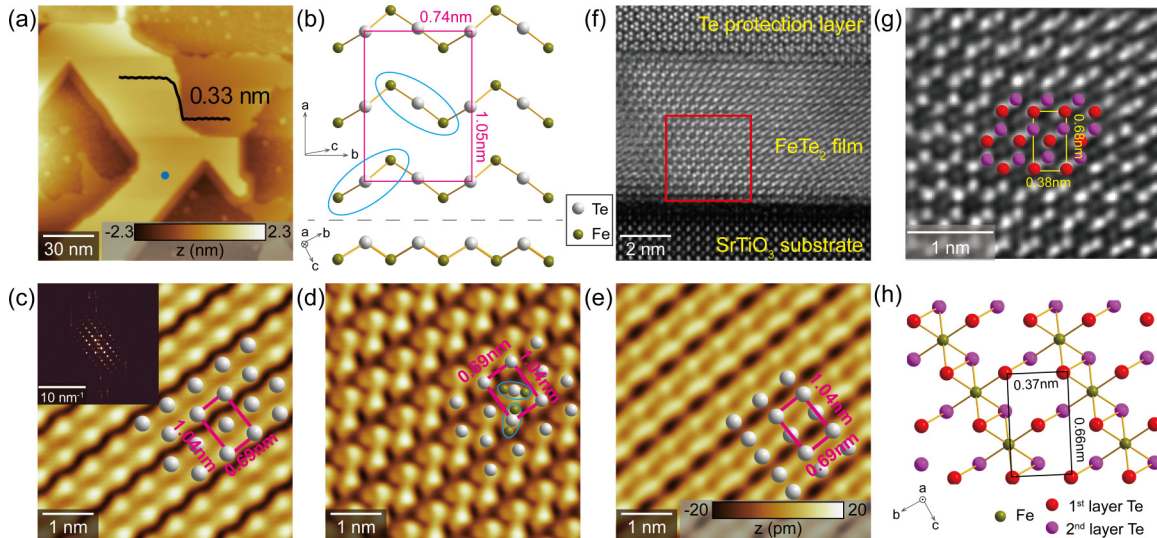 (a)
0.33 nm
-2.3
2.3
z (nm)
30 nm
(b)
0.74nm
1.05nm
a
c
b
a
b
c
Te
Fe
(c)
10 nm⁻¹
1.04nm
0.69nm
1 nm
(d)
0.69nm
1.04nm
1 nm
(e)
1.04nm
0.69nm
-20
20
z (pm)
1 nm
(f)
Te protection layer
FeTe₂ film
SrTiO₃ substrate
2 nm
(g)
0.68nm
0.38nm
1 nm
(h)
0.37nm
0.66nm
a
b
c
Fe
1st layer Te
2nd layer Te